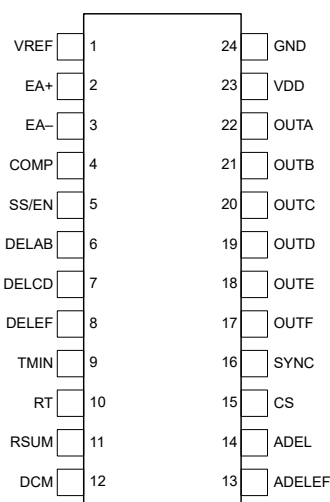 VREF 1 24 GND
EA+ 2 23 VDD
EA– 3 22 OUTA
COMP 4 21 OUTB
SS/EN 5 20 OUTC
DELAB 6 19 OUTD
DELCD 7 18 OUTE
DELEF 8 17 OUTF
TMIN 9 16 SYNC
RT 10 15 CS
RSUM 11 14 ADEL
DCM 12 13 ADELEF